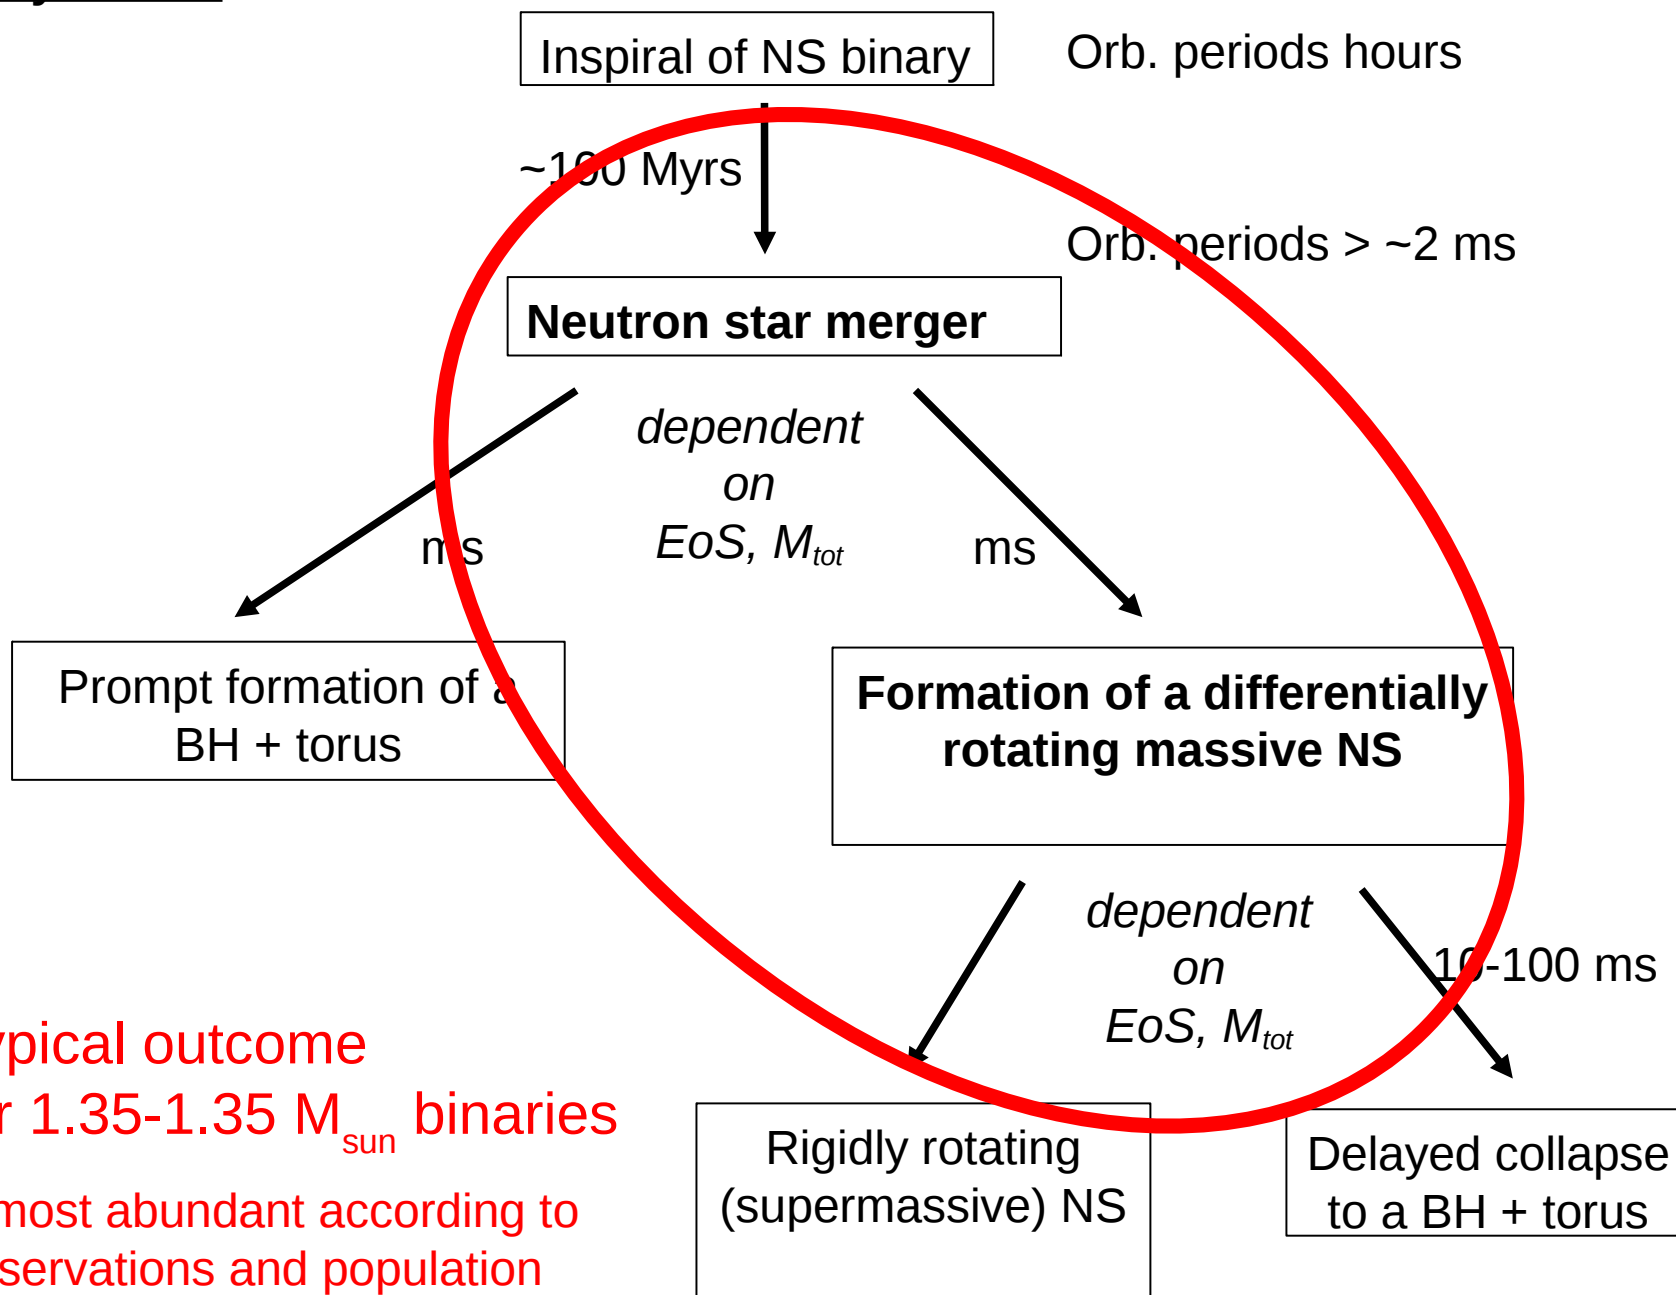 Inspiral of NS binary
Orb. periods hours
~100 Myrs
Orb. periods > ~2 ms
Neutron star merger
dependent
on
EoS, Mtot
ms
ms
Prompt formation of a
BH + torus
Formation of a differentially
rotating massive NS
dependent
on
EoS, Mtot
10-100 ms
ypical outcome
r 1.35-1.35 Msun binaries
most abundant according to
servations and population
Rigidly rotating
(supermassive) NS
Delayed collapse
to a BH + torus